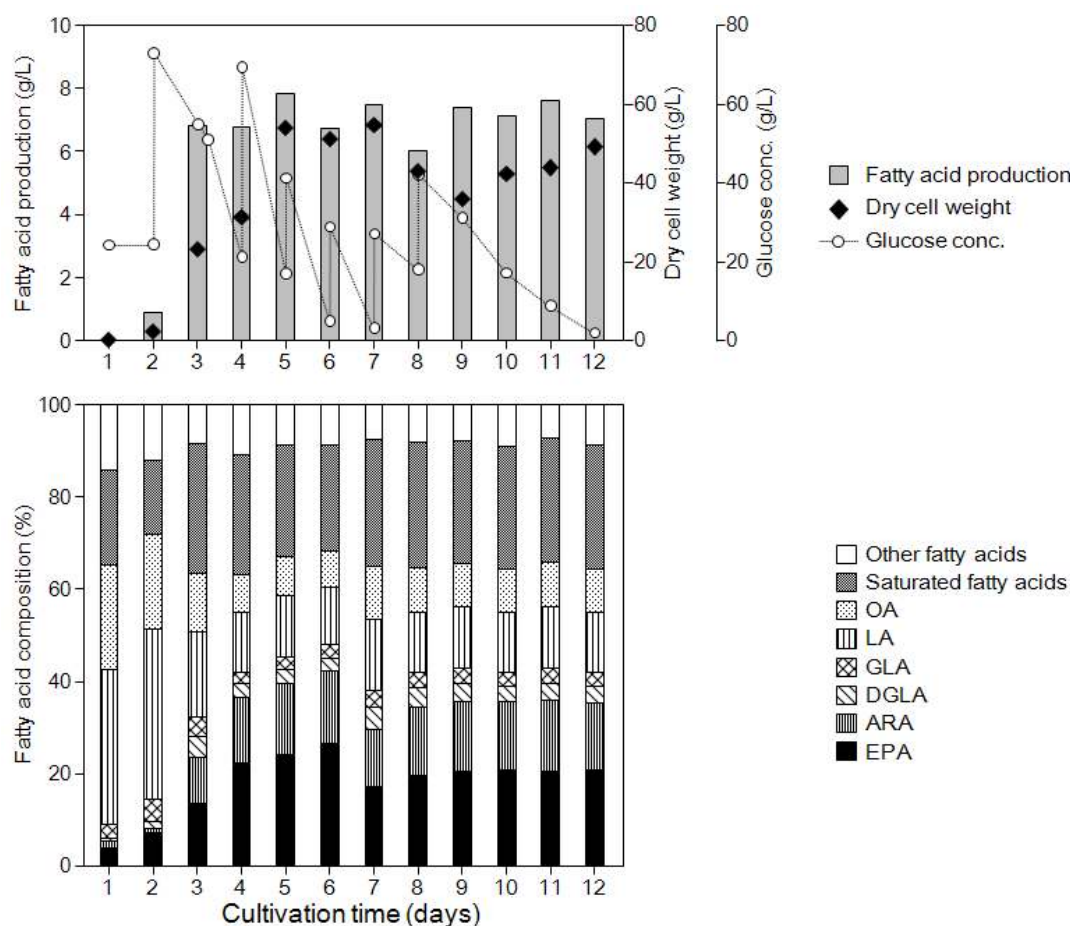 Fatty acid production (g/L)
10
8
6
4
2
0
1 2 3 4 5 6 7 8 9 10 11 12
80
60
40
20
0
Dry cell weight (g/L)
80
60
40
20
0
Glucose conc. (g/L)
Fatty acid production
Dry cell weight
Glucose conc.
Fatty acid composition (%)
100
80
60
40
20
0
1 2 3 4 5 6 7 8 9 10 11 12
Cultivation time (days)
Other fatty acids
Saturated fatty acids
OA
LA
GLA
DGLA
ARA
EPA